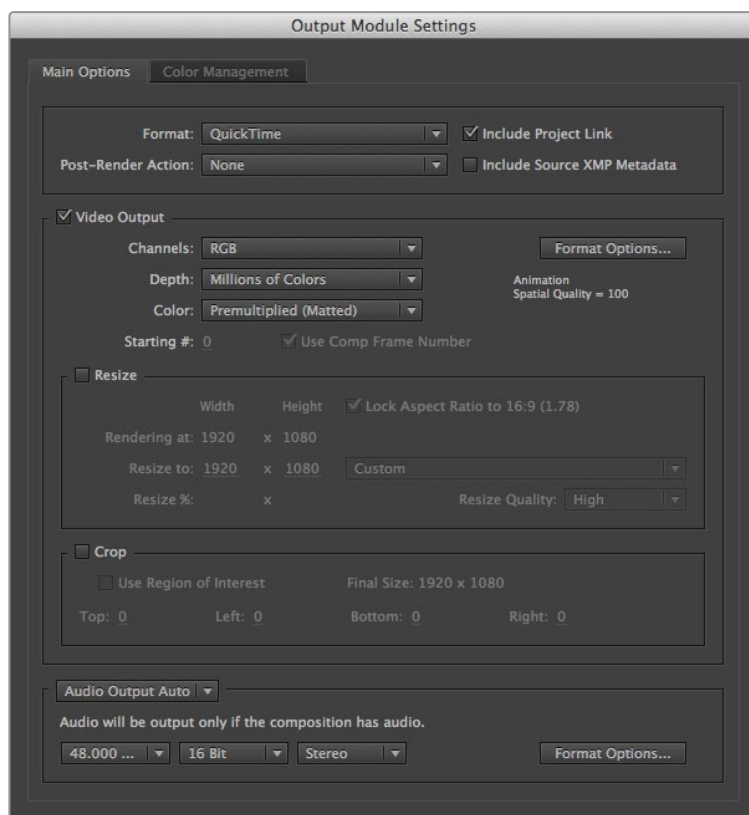 Output Module Settings
Main Options Color Management
Format: QuickTime Include Project Link
Post-Render Action: None Include Source XMP Metadata
Video Output
Channels: RGB Format Options...
Depth: Millions of Colors Animation
Spatial Quality = 100
Color: Premultiplied (Matted)
Starting #: 0 Use Comp Frame Number
Resize
Width Height Lock Aspect Ratio to 16:9 (1.78)
Rendering at: 1920 x 1080
Resize to: 1920 x 1080 Custom
Resize %: x Resize Quality: High
Crop
Use Region of Interest Final Size: 1920 x 1080
Top: 0 Left: 0 Bottom: 0 Right: 0
Audio Output Auto
Audio will be output only if the composition has audio.
48.000 ... 16 Bit Stereo Format Options...